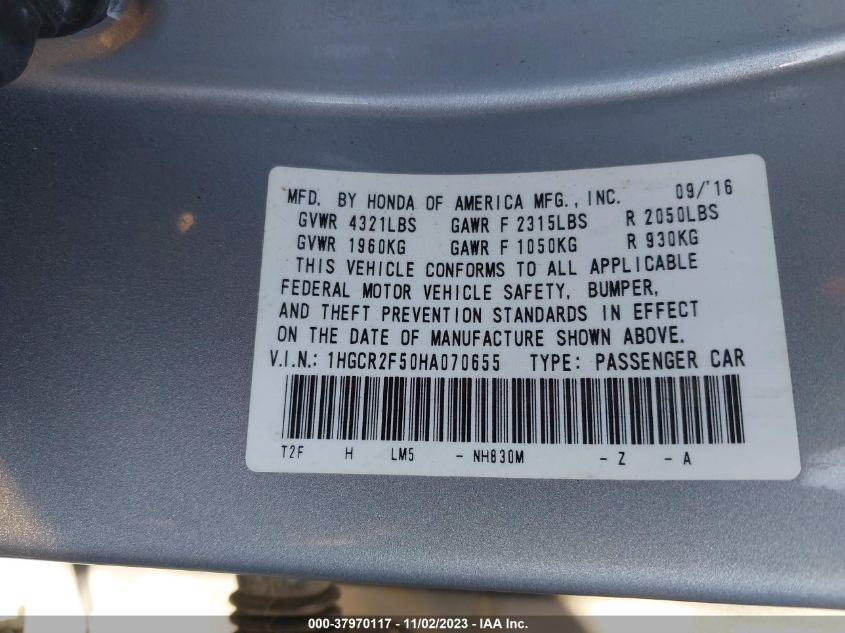 MFD. BY HONDA OF AMERICA MFG., INC. 09/'16
GVWR 4321LBS GAWR F 2315LBS R 2050LBS
GVWR 1960KG GAWR F 1050KG R 930KG
THIS VEHICLE CONFORMS TO ALL APPLICABLE
FEDERAL MOTOR VEHICLE SAFETY, BUMPER,
AND THEFT PREVENTION STANDARDS IN EFFECT
ON THE DATE OF MANUFACTURE SHOWN ABOVE.
V.I.N.: 1HGCR2F50HA070655 TYPE: PASSENGER CAR
T2F H LM5 - NH830M - Z - A
000-37970117 - 11/02/2023 - IAA Inc.